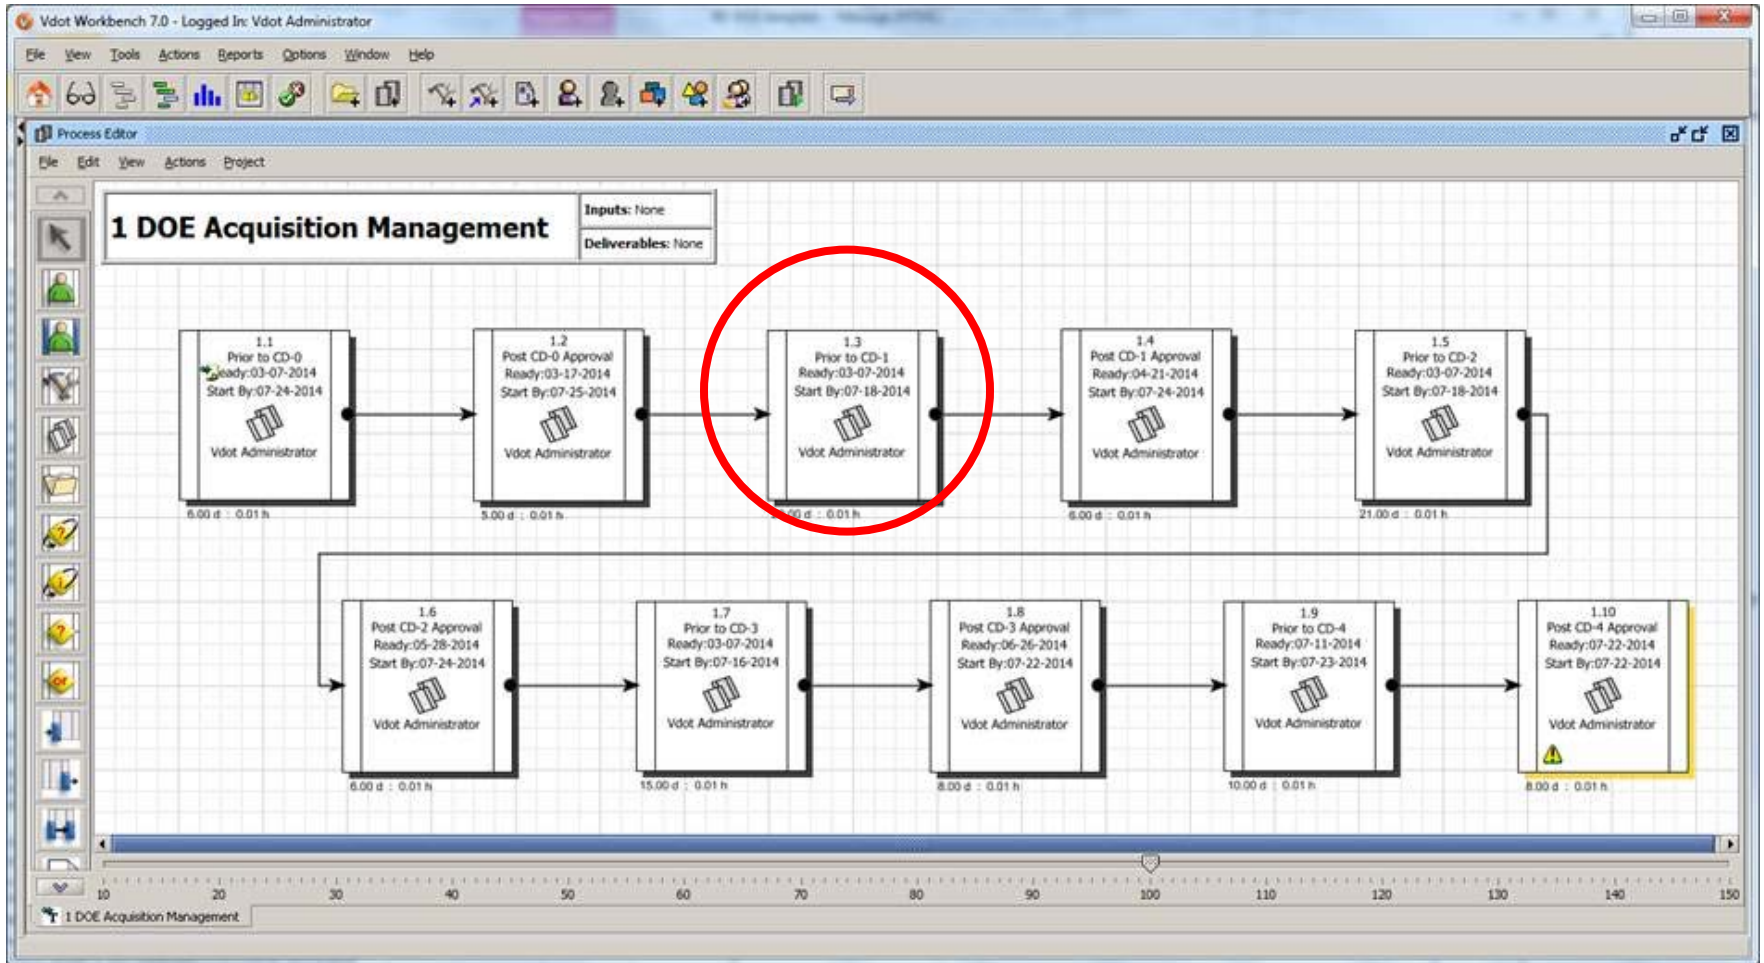 Vdot Workbench 7.0 - Logged In: Vdot Administrator
File View Tools Actions Reports Options Window Help
Process Editor
File Edit View Actions Project
1 DOE Acquisition Management
Inputs: None
Deliverables: None
1.1
Prior to CD-0
Ready:03-07-2014
Start By:07-24-2014
Vdot Administrator
6.00 d : 0.01 h
1.2
Post CD-0 Approval
Ready:03-17-2014
Start By:07-25-2014
Vdot Administrator
5.00 d : 0.01 h
1.3
Prior to CD-1
Ready:03-07-2014
Start By:07-18-2014
Vdot Administrator
.00 d : 0.01 h
1.4
Post CD-1 Approval
Ready:04-21-2014
Start By:07-24-2014
Vdot Administrator
6.00 d : 0.01 h
1.5
Prior to CD-2
Ready:03-07-2014
Start By:07-18-2014
Vdot Administrator
21.00 d : 0.01 h
1.6
Post CD-2 Approval
Ready:05-28-2014
Start By:07-24-2014
Vdot Administrator
6.00 d : 0.01 h
1.7
Prior to CD-3
Ready:03-07-2014
Start By:07-16-2014
Vdot Administrator
15.00 d : 0.01 h
1.8
Post CD-3 Approval
Ready:06-26-2014
Start By:07-22-2014
Vdot Administrator
8.00 d : 0.01 h
1.9
Prior to CD-4
Ready:07-11-2014
Start By:07-23-2014
Vdot Administrator
10.00 d : 0.01 h
1.10
Post CD-4 Approval
Ready:07-22-2014
Start By:07-22-2014
Vdot Administrator
8.00 d : 0.01 h
10 20 30 40 50 60 70 80 90 100 110 120 130 140 150
1 DOE Acquisition Management